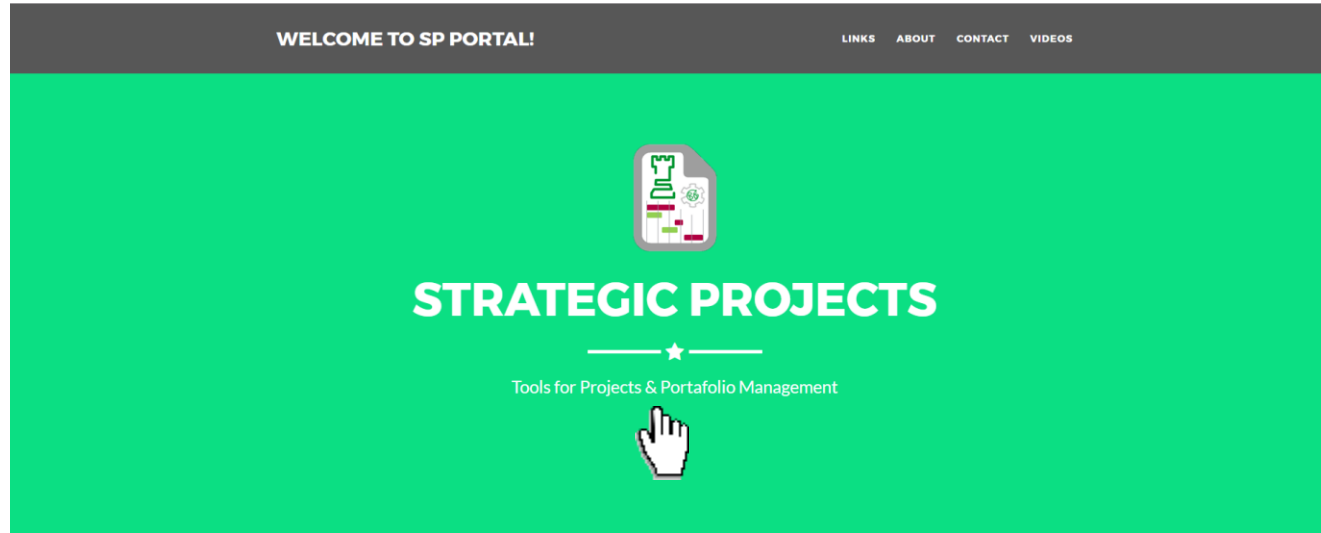 WELCOME TO SP PORTAL!
LINKS ABOUT CONTACT VIDEOS
STRATEGIC PROJECTS
Tools for Projects & Portafolio Management